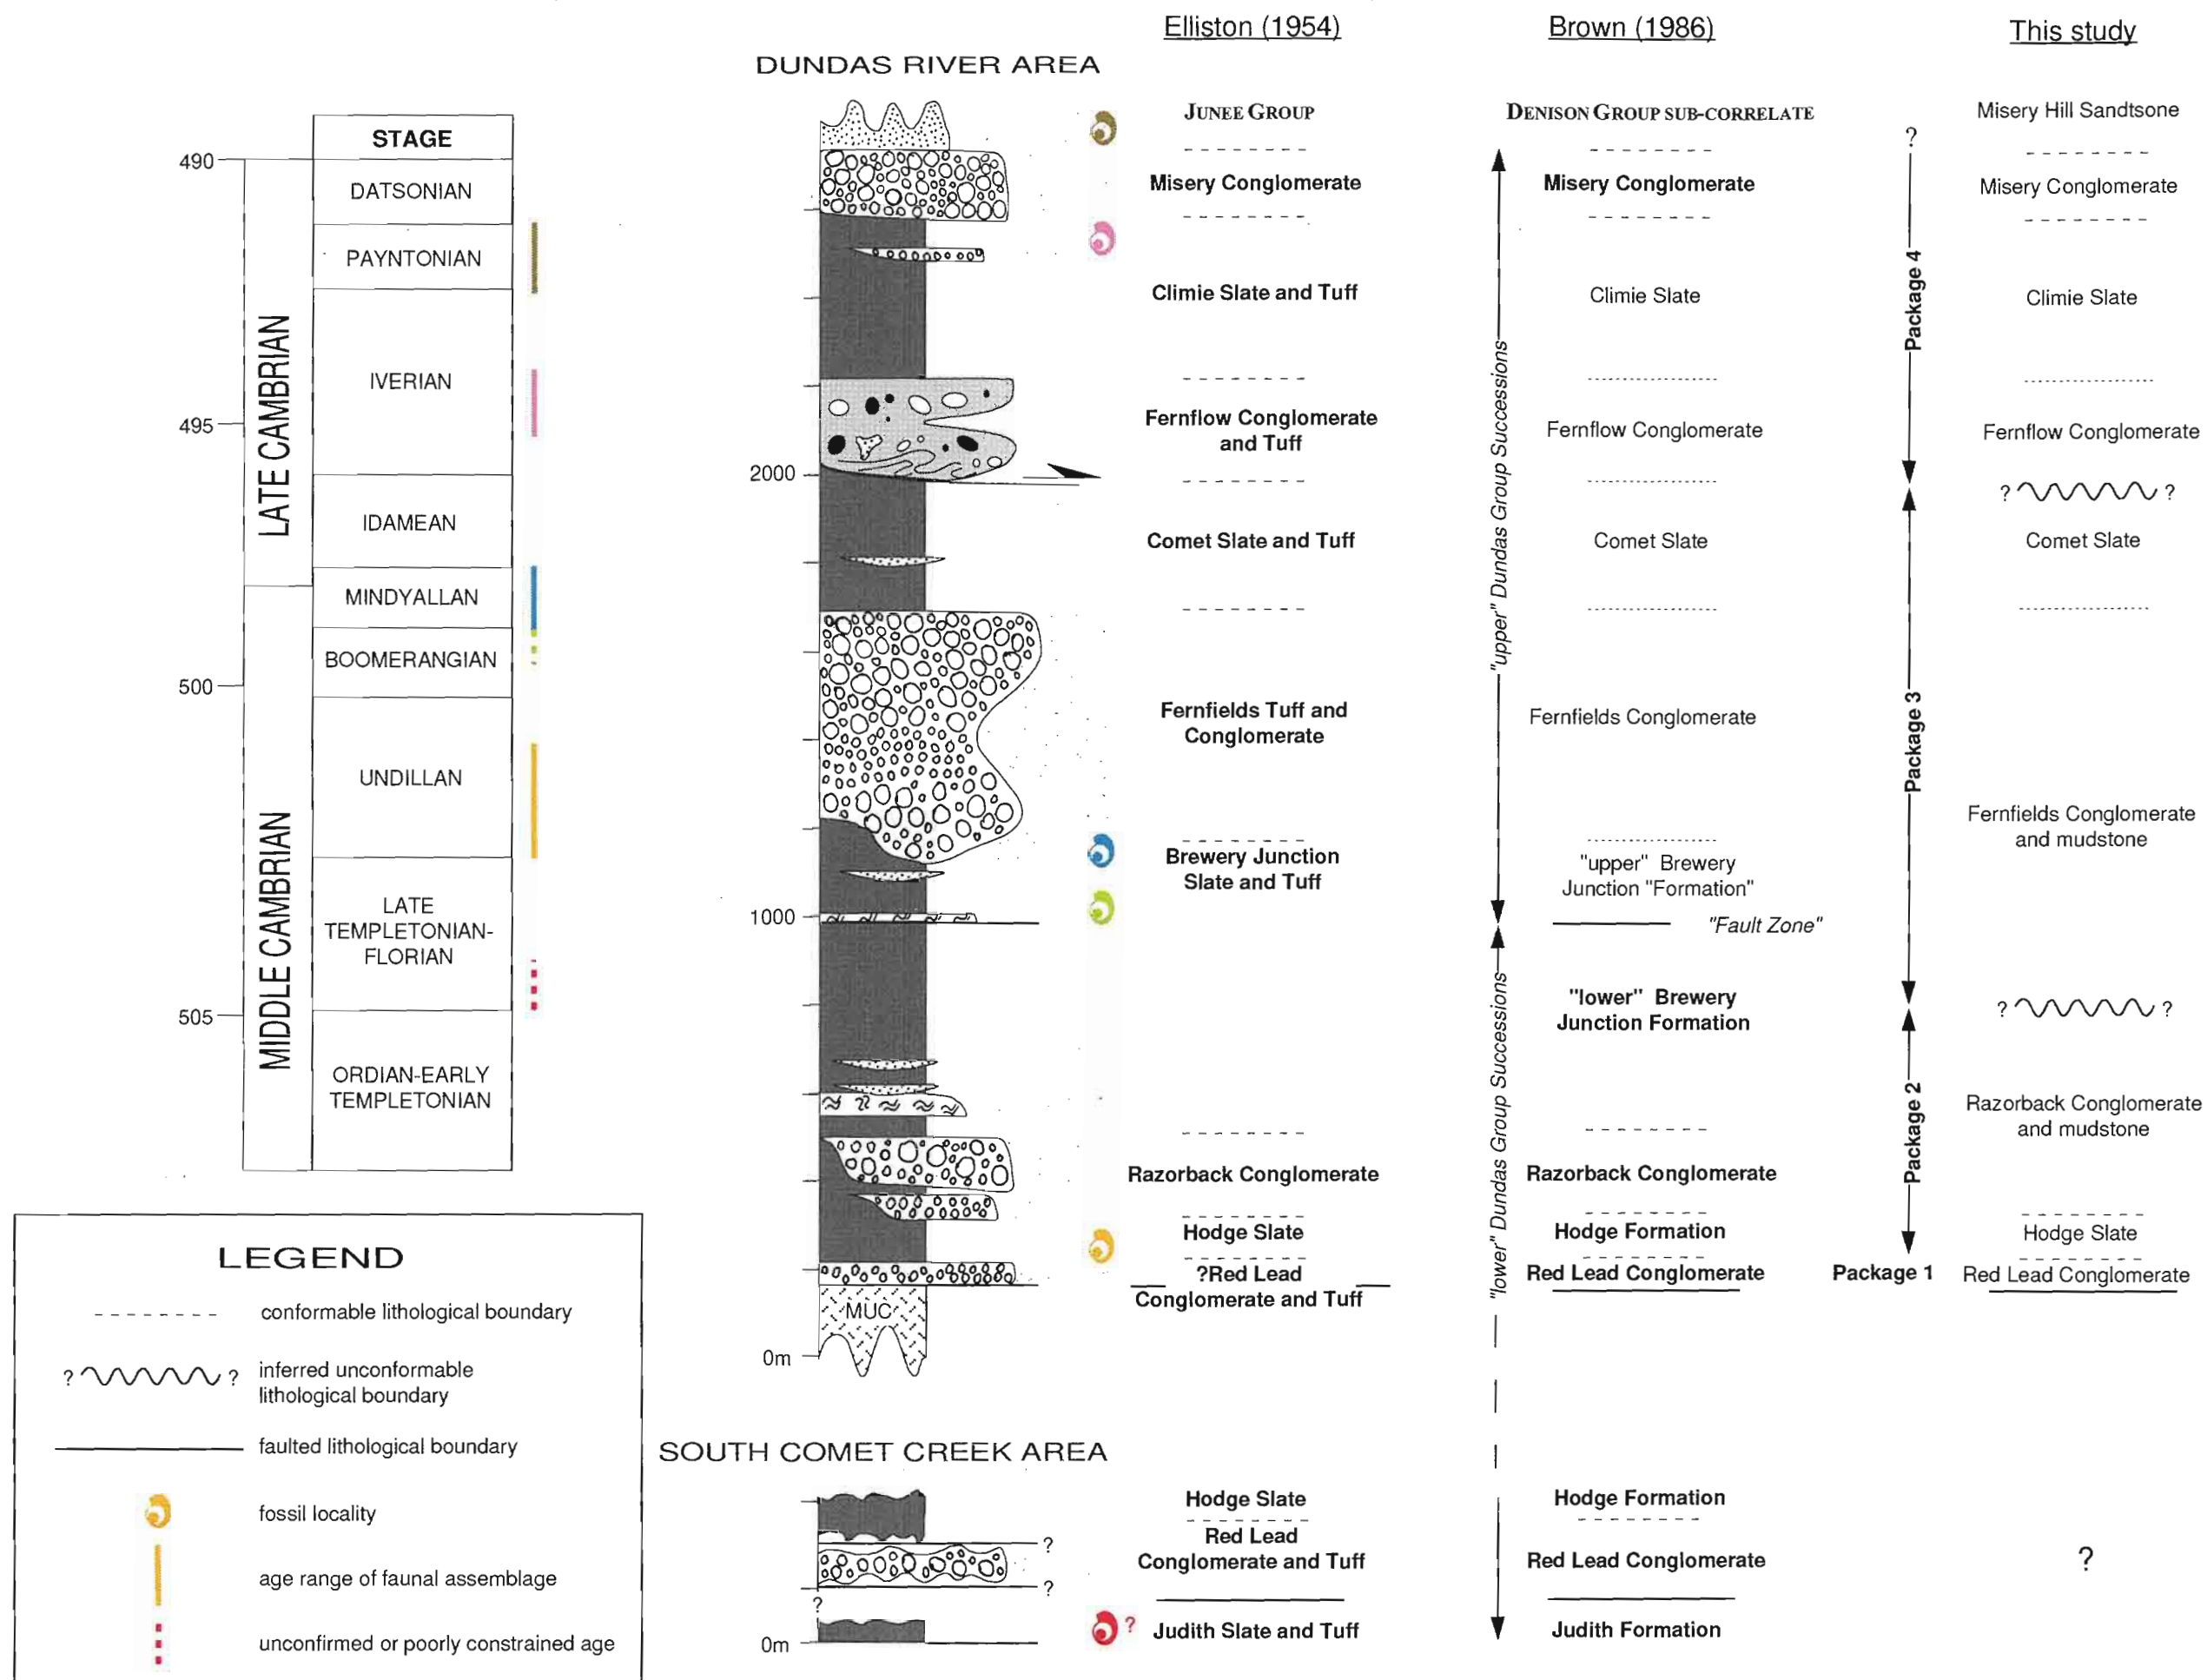 Elliston (1954)
Brown (1986)
This study
DUNDAS RIVER AREA
STAGE
490
DATSONIAN
PAYNTONIAN
IVERIAN
495
IDAMEAN
MINDYALLAN
BOOMERANGIAN
500
UNDILLAN
LATE
TEMPLETONIAN-
FLORIAN
505
ORDIAN-EARLY
TEMPLETONIAN
LATE CAMBRIAN
MIDDLE CAMBRIAN
2000
1000
MUC
0m
JUNEE GROUP
Misery Conglomerate
Climie Slate and Tuff
Fernflow Conglomerate
and Tuff
Comet Slate and Tuff
Fernfields Tuff and
Conglomerate
Brewery Junction
Slate and Tuff
Razorback Conglomerate
Hodge Slate
?Red Lead
Conglomerate and Tuff
"upper" Dundas Group Successions
"lower" Dundas Group Successions
DENISON GROUP SUB-CORRELATE
Misery Conglomerate
Climie Slate
Fernflow Conglomerate
Comet Slate
Fernfields Conglomerate
"upper" Brewery
Junction "Formation"
"Fault Zone"
"lower" Brewery
Junction Formation
Razorback Conglomerate
Hodge Formation
Red Lead Conglomerate
?
Package 4
Package 3
Package 2
Package 1
Misery Hill Sandtsone
Misery Conglomerate
Climie Slate
Fernflow Conglomerate
? ?
Comet Slate
Fernfields Conglomerate
and mudstone
? ?
Razorback Conglomerate
and mudstone
Hodge Slate
Red Lead Conglomerate
LEGEND
conformable lithological boundary
? ? inferred unconformable
lithological boundary
faulted lithological boundary
fossil locality
age range of faunal assemblage
unconfirmed or poorly constrained age
SOUTH COMET CREEK AREA
?
?
?
0m
Hodge Slate
Red Lead
Conglomerate and Tuff
? Judith Slate and Tuff
Hodge Formation
Red Lead Conglomerate
Judith Formation
?